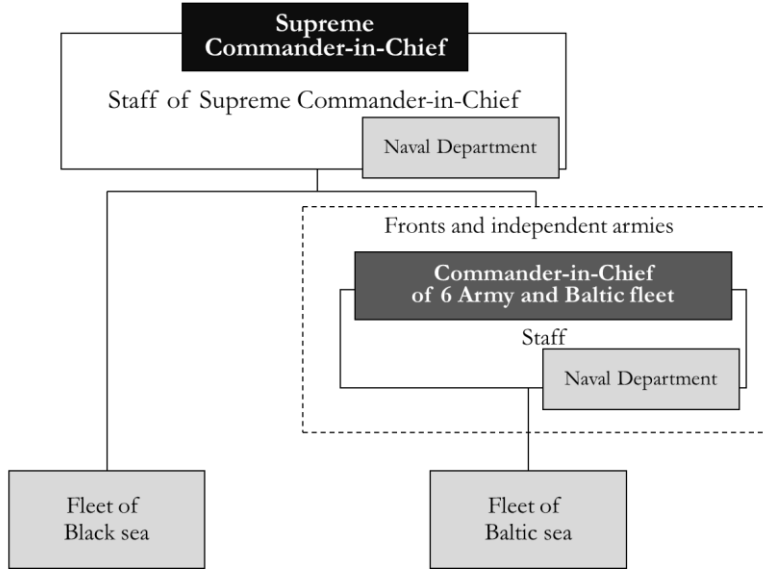 Supreme
Commander-in-Chief
Staff of Supreme Commander-in-Chief
Naval Department
Fronts and independent armies
Commander-in-Chief
of 6 Army and Baltic fleet
Staff
Naval Department
Fleet of
Black sea
Fleet of
Baltic sea